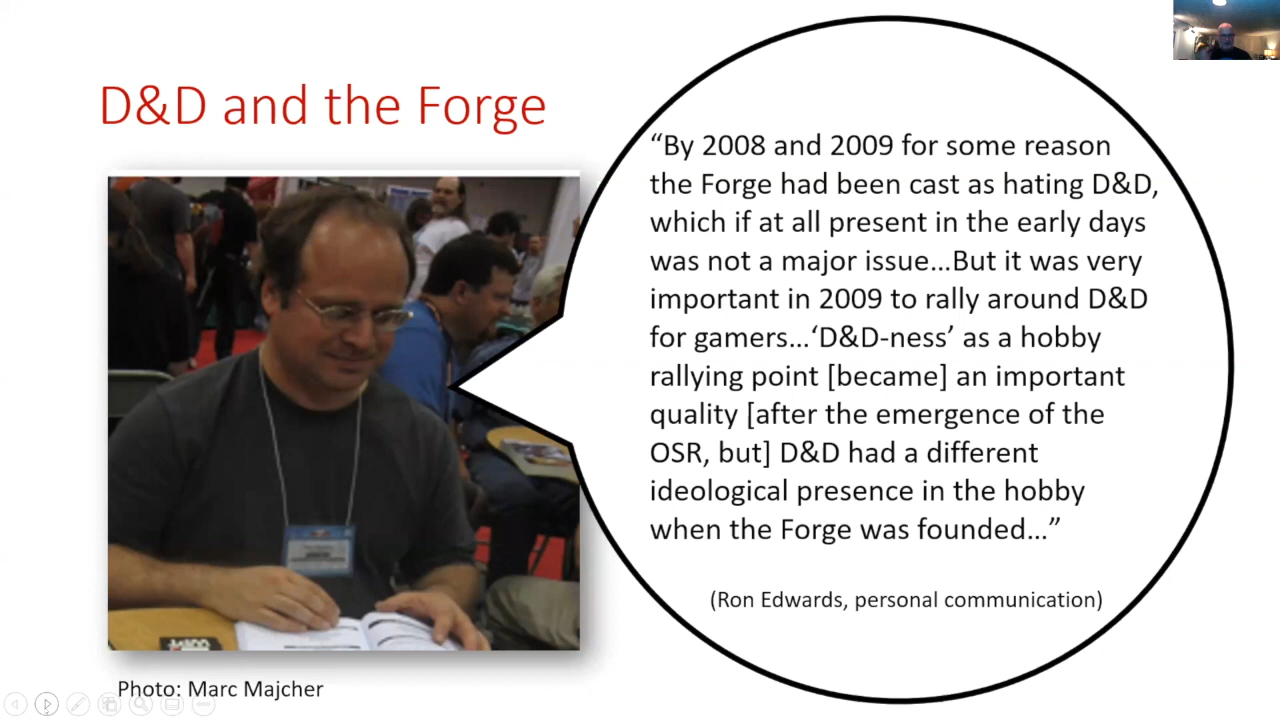 D&D and the Forge
“By 2008 and 2009 for some reason
the Forge had been cast as hating D&D,
which if at all present in the early days
was not a major issue…But it was very
important in 2009 to rally around D&D
for gamers…‘D&D-ness’ as a hobby
rallying point [became] an important
quality [after the emergence of the
OSR, but] D&D had a different
ideological presence in the hobby
when the Forge was founded…”
(Ron Edwards, personal communication)
Photo: Marc Majcher